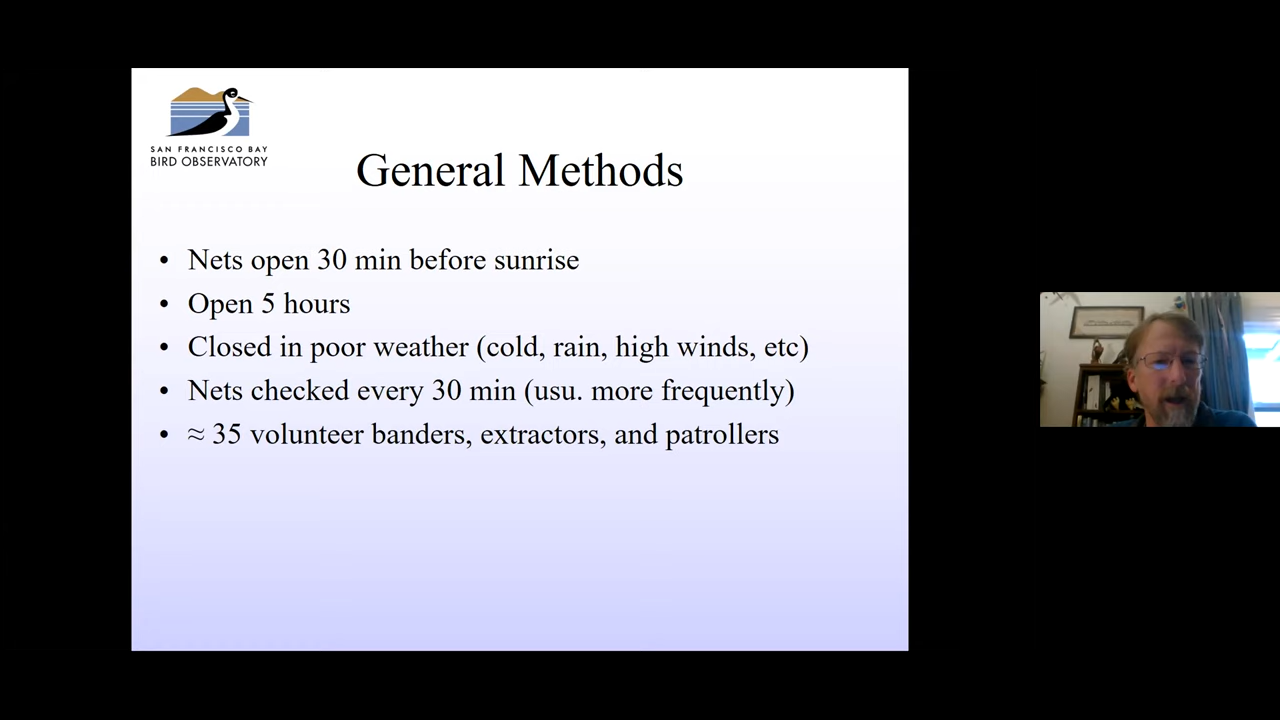 SAN FRANCISCO BAY
BIRD OBSERVATORY
General Methods
• Nets open 30 min before sunrise
• Open 5 hours
• Closed in poor weather (cold, rain, high winds, etc)
• Nets checked every 30 min (usu. more frequently)
• ≈ 35 volunteer banders, extractors, and patrollers